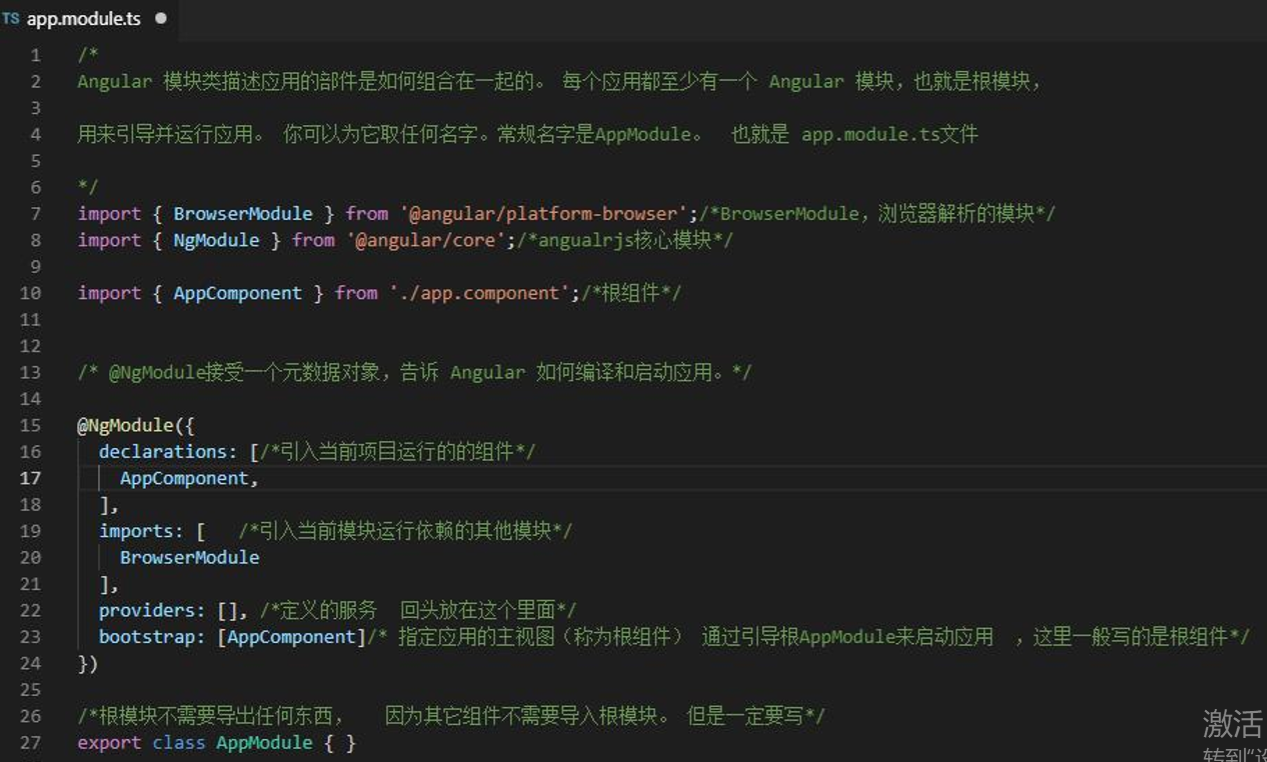 TS app.module.ts ●
1 /*
2 Angular 模块类描述应用的部件是如何组合在一起的。 每个应用都至少有一个 Angular 模块，也就是根模块，
3
4 用来引导并运行应用。 你可以为它取任何名字。常规名字是AppModule。  也就是 app.module.ts文件
5
6 */
7 import { BrowserModule } from '@angular/platform-browser';/*BrowserModule，浏览器解析的模块*/
8 import { NgModule } from '@angular/core';/*angualrjs核心模块*/
9
10 import { AppComponent } from './app.component';/*根组件*/
11
12
13 /* @NgModule接受一个元数据对象，告诉 Angular 如何编译和启动应用。*/
14
15 @NgModule({
16   declarations: [/*引入当前项目运行的的组件*/
17     AppComponent,
18   ],
19   imports: [   /*引入当前模块运行依赖的其他模块*/
20     BrowserModule
21   ],
22   providers: [], /*定义的服务  回头放在这个里面*/
23   bootstrap: [AppComponent]/* 指定应用的主视图（称为根组件） 通过引导根AppModule来启动应用  ，这里一般写的是根组件*/
24 })
25
26 /*根模块不需要导出任何东西，   因为其它组件不需要导入根模块。 但是一定要写*/
27 export class AppModule { }
激活
转到"设